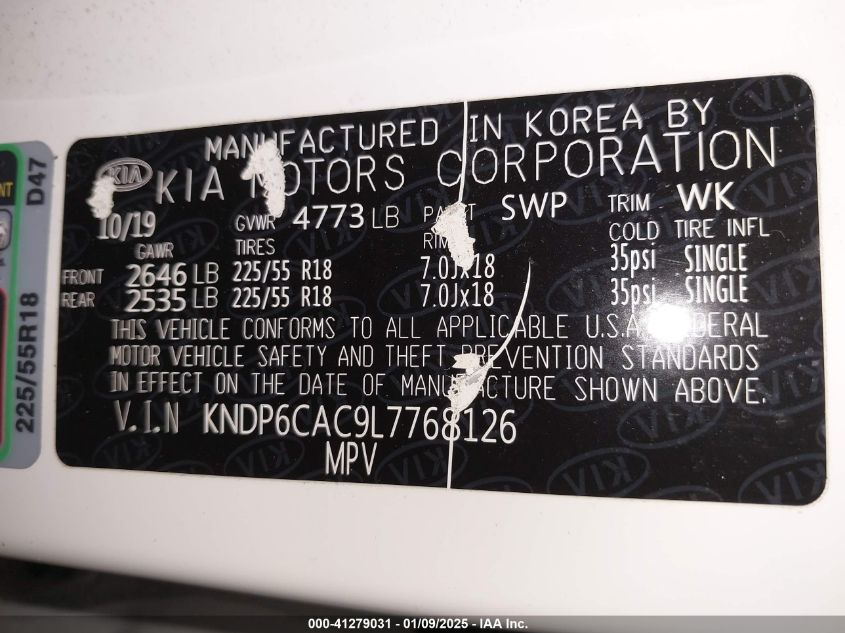 MANUFACTURED IN KOREA BY
KIA KIA MOTORS CORPORATION
10/19 GVWR 4773 LB PAINT SWP TRIM WK
GAWR TIRES RIM COLD TIRE INFL
FRONT 2646 LB 225/55 R18 7.0Jx18 35psi SINGLE
REAR 2535 LB 225/55 R18 7.0Jx18 35psi SINGLE
THIS VEHICLE CONFORMS TO ALL APPLICABLE U.S.A FEDERAL
MOTOR VEHICLE SAFETY AND THEFT PREVENTION STANDARDS
IN EFFECT ON THE DATE OF MANUFACTURE SHOWN ABOVE.
V.I.N KNDP6CAC9L7768126
MPV
D47
225/55R18
000-41279031 - 01/09/2025 - IAA Inc.